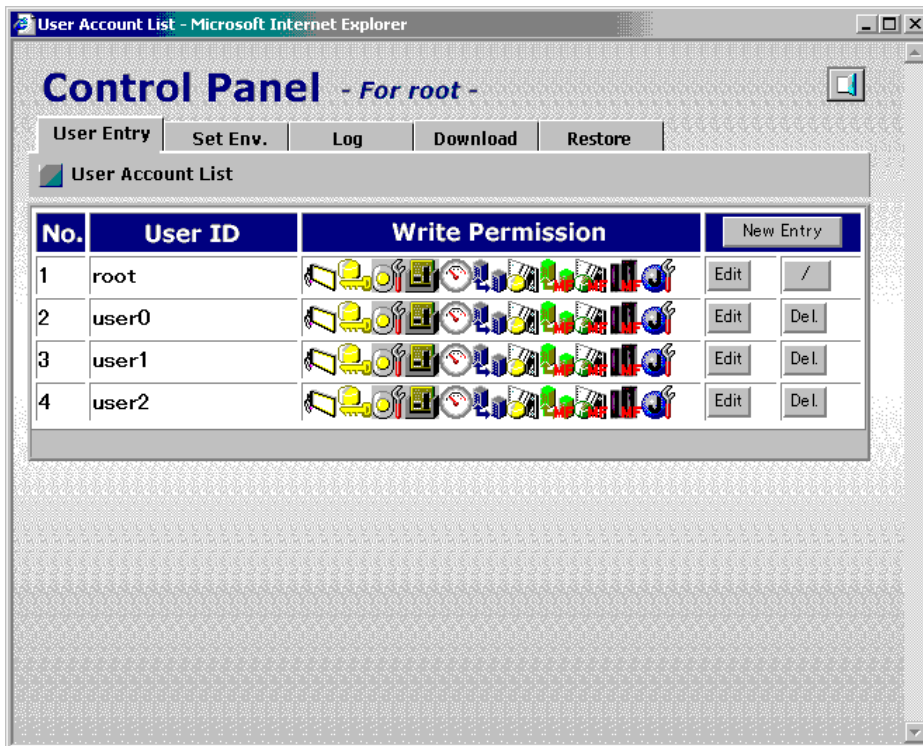 User Account List - Microsoft Internet Explorer
Control Panel - For root -
User Entry Set Env. Log Download Restore
User Account List
No. User ID Write Permission New Entry
1 root Edit /
2 user0 Edit Del.
3 user1 Edit Del.
4 user2 Edit Del.